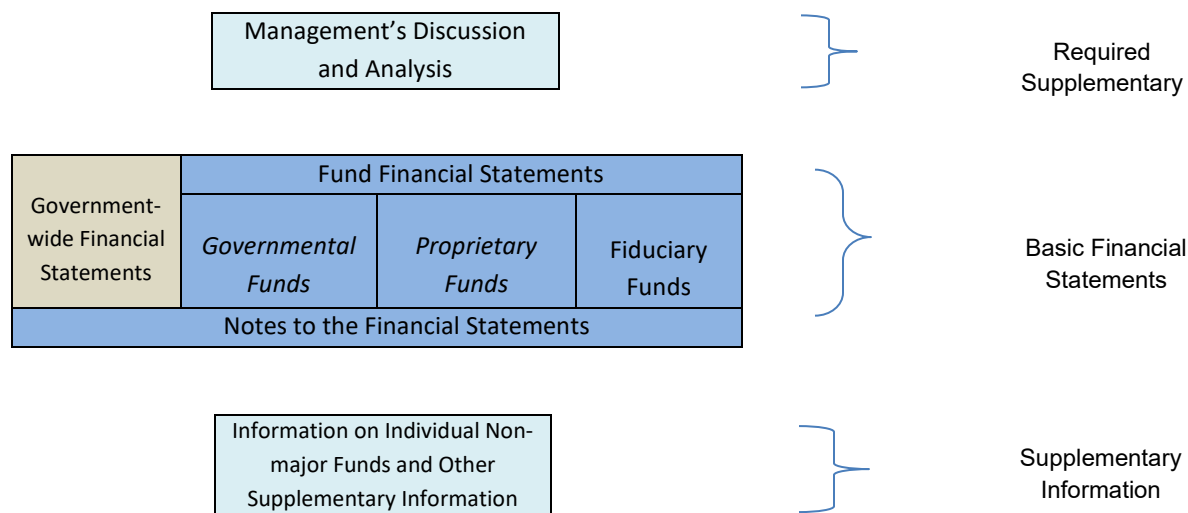 Management’s Discussion
and Analysis
Required
Supplementary
Government-
wide Financial
Statements
Fund Financial Statements
Governmental
Funds
Proprietary
Funds
Fiduciary
Funds
Notes to the Financial Statements
Basic Financial
Statements
Information on Individual Non-
major Funds and Other
Supplementary Information
Supplementary
Information